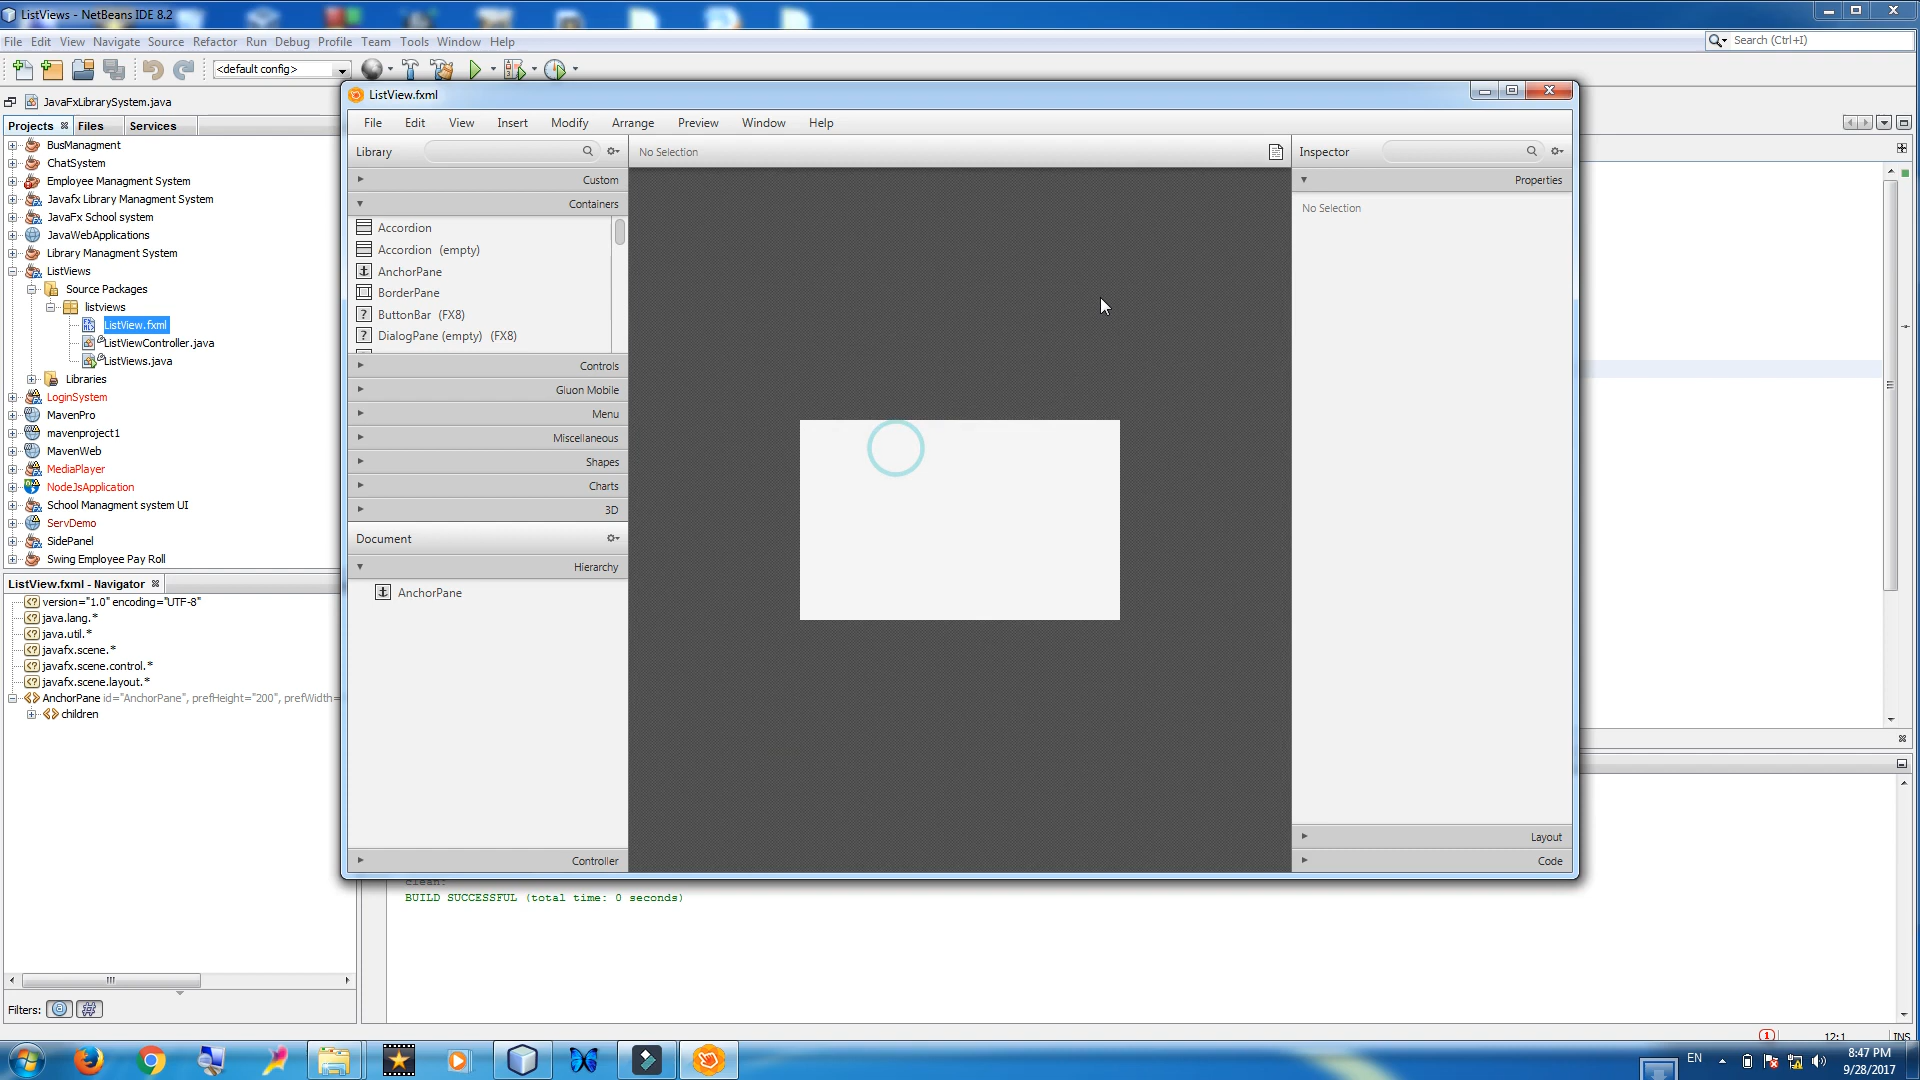 ListViews - NetBeans IDE 8.2
File Edit View Navigate Source Refactor Run Debug Profile Team Tools Window Help
Search (Ctrl+I)
<default config>
JavaFxLibrarySystem.java
Projects Files Services
BusManagment
ChatSystem
Employee Managment System
Javafx Library Managment System
JavaFx School system
JavaWebApplications
Library Managment System
ListViews
Source Packages
listviews
ListView.fxml
ListViewController.java
ListViews.java
Libraries
LoginSystem
MavenPro
mavenproject1
MavenWeb
MediaPlayer
NodeJsApplication
School Managment system UI
ServDemo
SidePanel
Swing Employee Pay Roll
ListView.fxml - Navigator
version="1.0" encoding="UTF-8"
java.lang.*
java.util.*
javafx.scene.*
javafx.scene.control.*
javafx.scene.layout.*
AnchorPane id="AnchorPane", prefHeight="200", prefWidth=
children
Filters:
ListView.fxml
File Edit View Insert Modify Arrange Preview Window Help
Library
Custom
Containers
Accordion
Accordion (empty)
AnchorPane
BorderPane
ButtonBar (FX8)
DialogPane (empty) (FX8)
Controls
Gluon Mobile
Menu
Miscellaneous
Shapes
Charts
3D
Document
Hierarchy
AnchorPane
Controller
No Selection
Inspector
Properties
No Selection
Layout
Code
clean:
BUILD SUCCESSFUL (total time: 0 seconds)
1
12:1
INS
EN
8:47 PM
9/28/2017